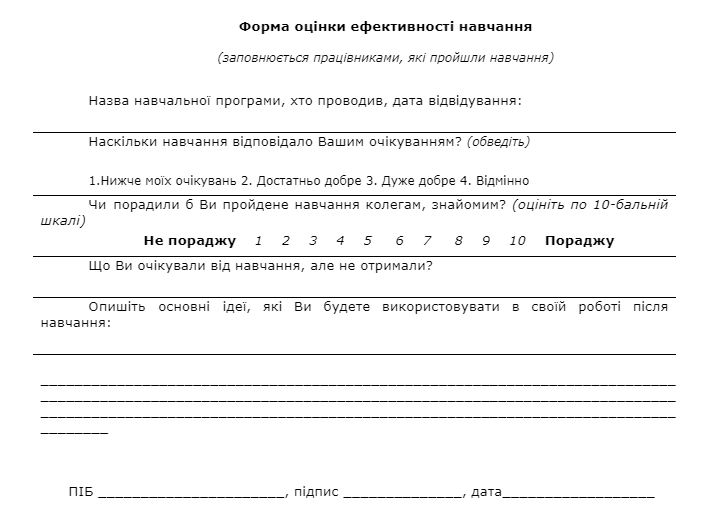 Форма оцінки ефективності навчання
(заповнюється працівниками, які пройшли навчання)
Назва навчальної програми, хто проводив, дата відвідування:
Наскільки навчання відповідало Вашим очікуванням? (обведіть)
1.Нижче моїх очікувань 2. Достатньо добре 3. Дуже добре 4. Відмінно
Чи порадили б Ви пройдене навчання колегам, знайомим? (оцініть по 10-бальній
шкалі)
Не пораджу 1 2 3 4 5 6 7 8 9 10 Пораджу
Що Ви очікували від навчання, але не отримали?
Опишіть основні ідеї, які Ви будете використовувати в своїй роботі після
навчання:
ПІБ ______________________, підпис ______________, дата__________________